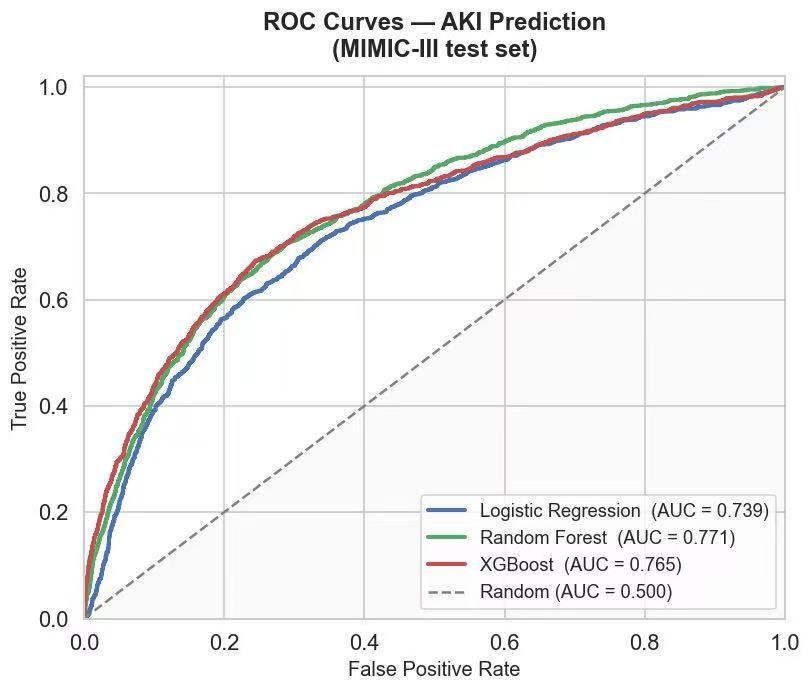 ROC Curves — AKI Prediction
(MIMIC-III test set)
1.0
0.8
0.6
0.4
0.2
0.0
True Positive Rate
Logistic Regression (AUC = 0.739)
Random Forest (AUC = 0.771)
XGBoost (AUC = 0.765)
Random (AUC = 0.500)
0.0 0.2 0.4 0.6 0.8 1.0
False Positive Rate